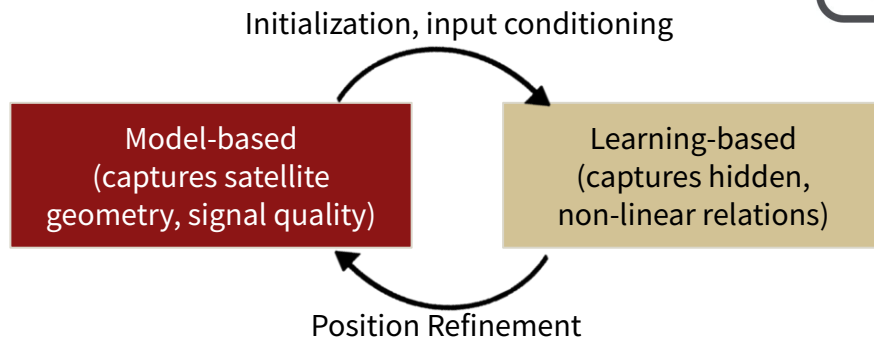 Initialization, input conditioning
Model-based
(captures satellite
geometry, signal quality)
Learning-based
(captures hidden,
non-linear relations)
Position Refinement